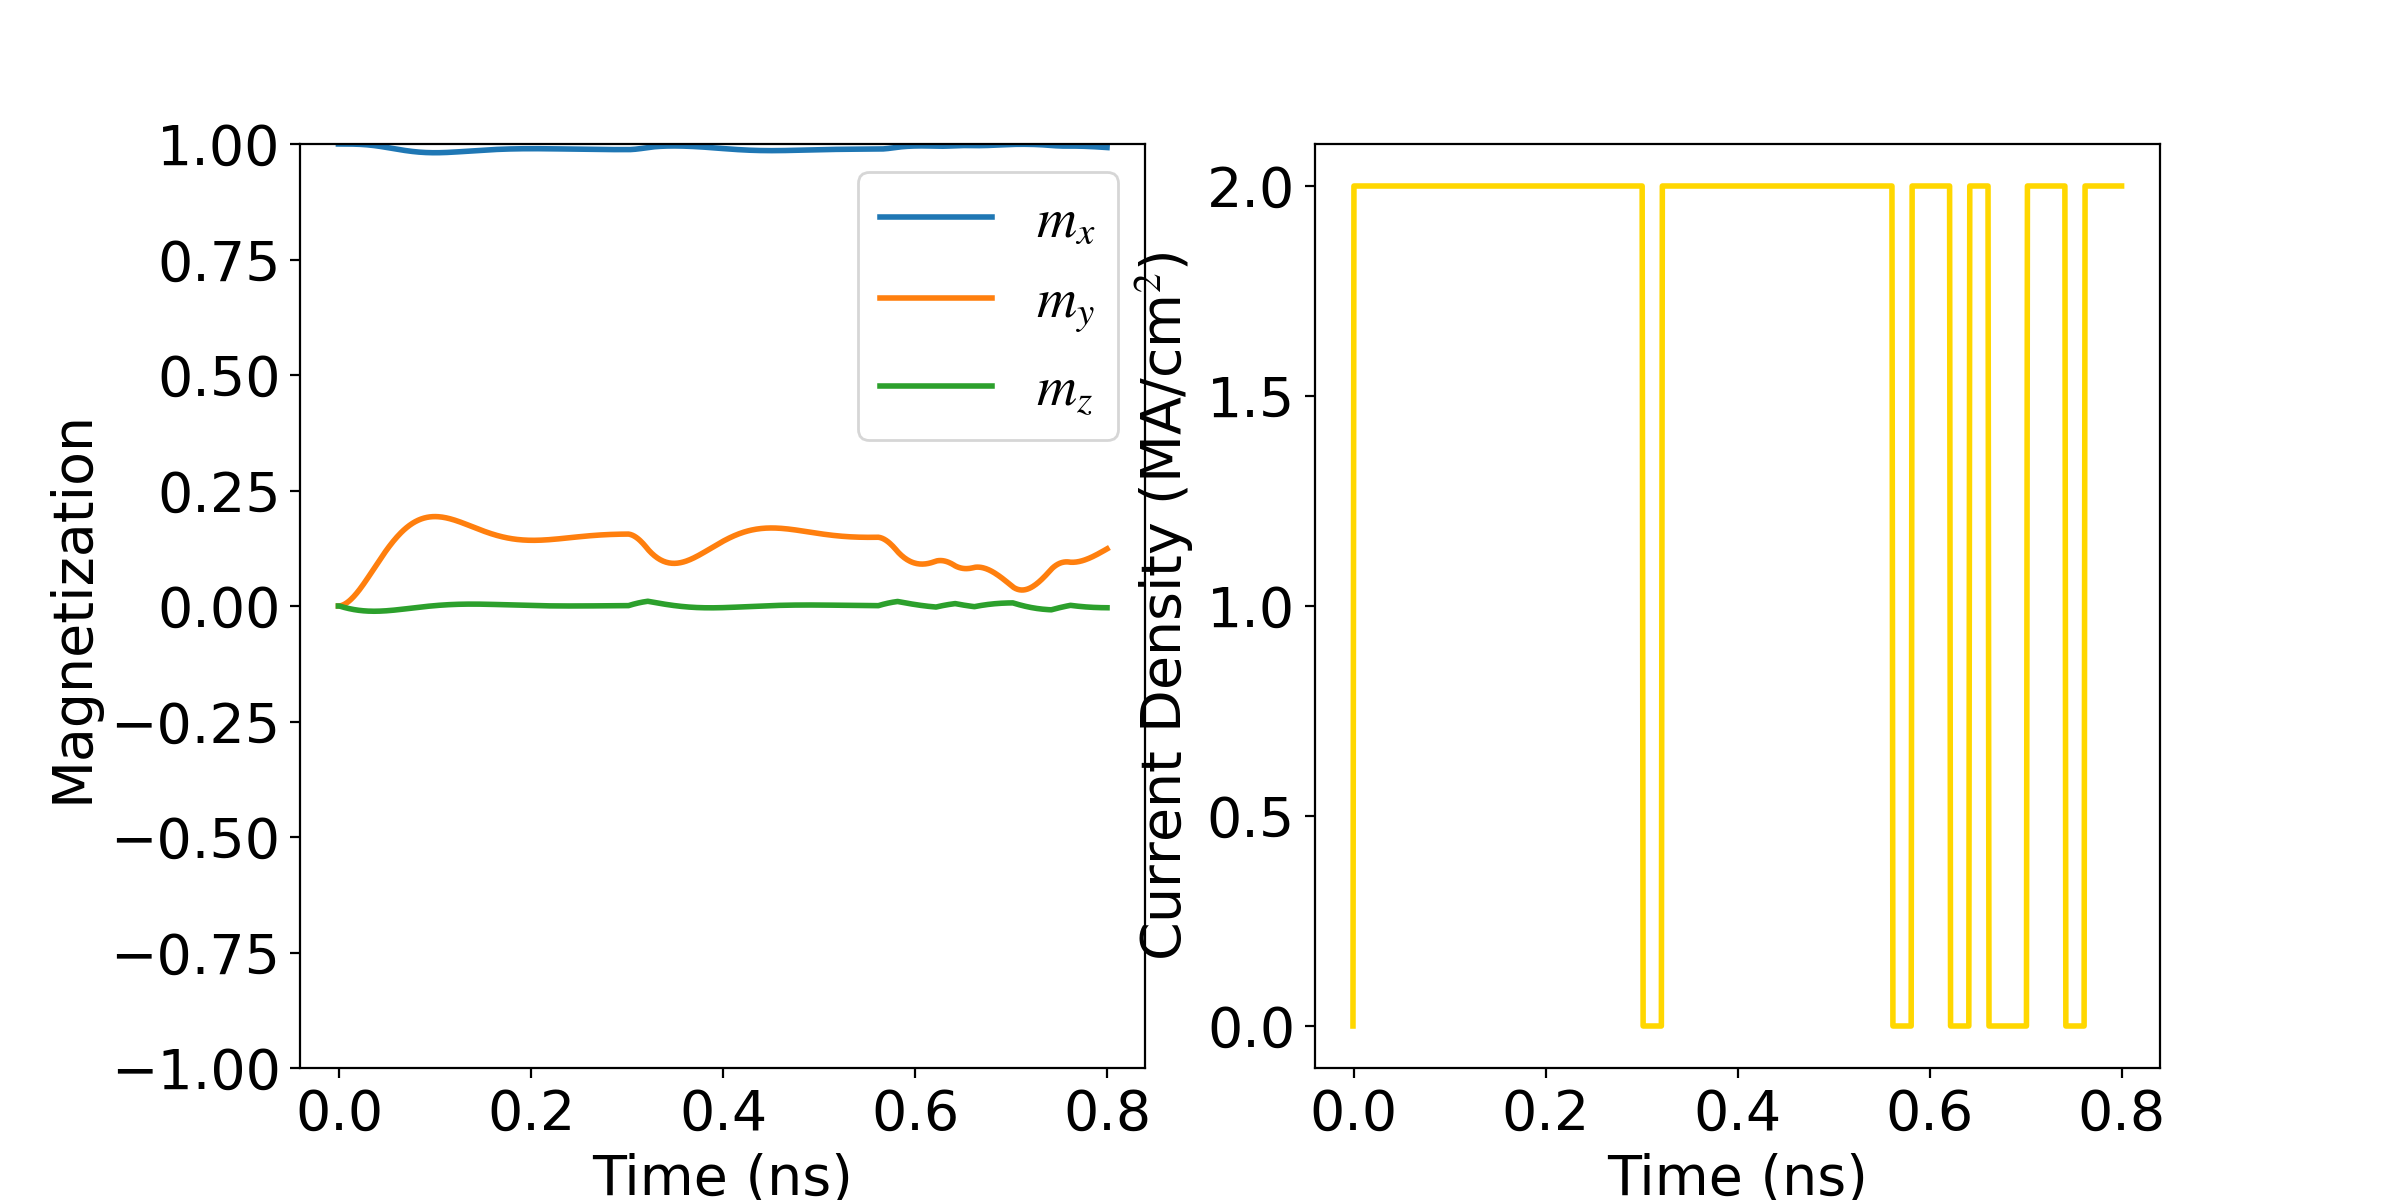 Magnetization
1.00
0.75
0.50
0.25
0.00
−0.25
−0.50
−0.75
−1.00
0.0 0.2 0.4 0.6 0.8
Time (ns)
m_x
m_y
m_z
Current Density (MA/cm²)
2.0
1.5
1.0
0.5
0.0
0.0 0.2 0.4 0.6 0.8
Time (ns)